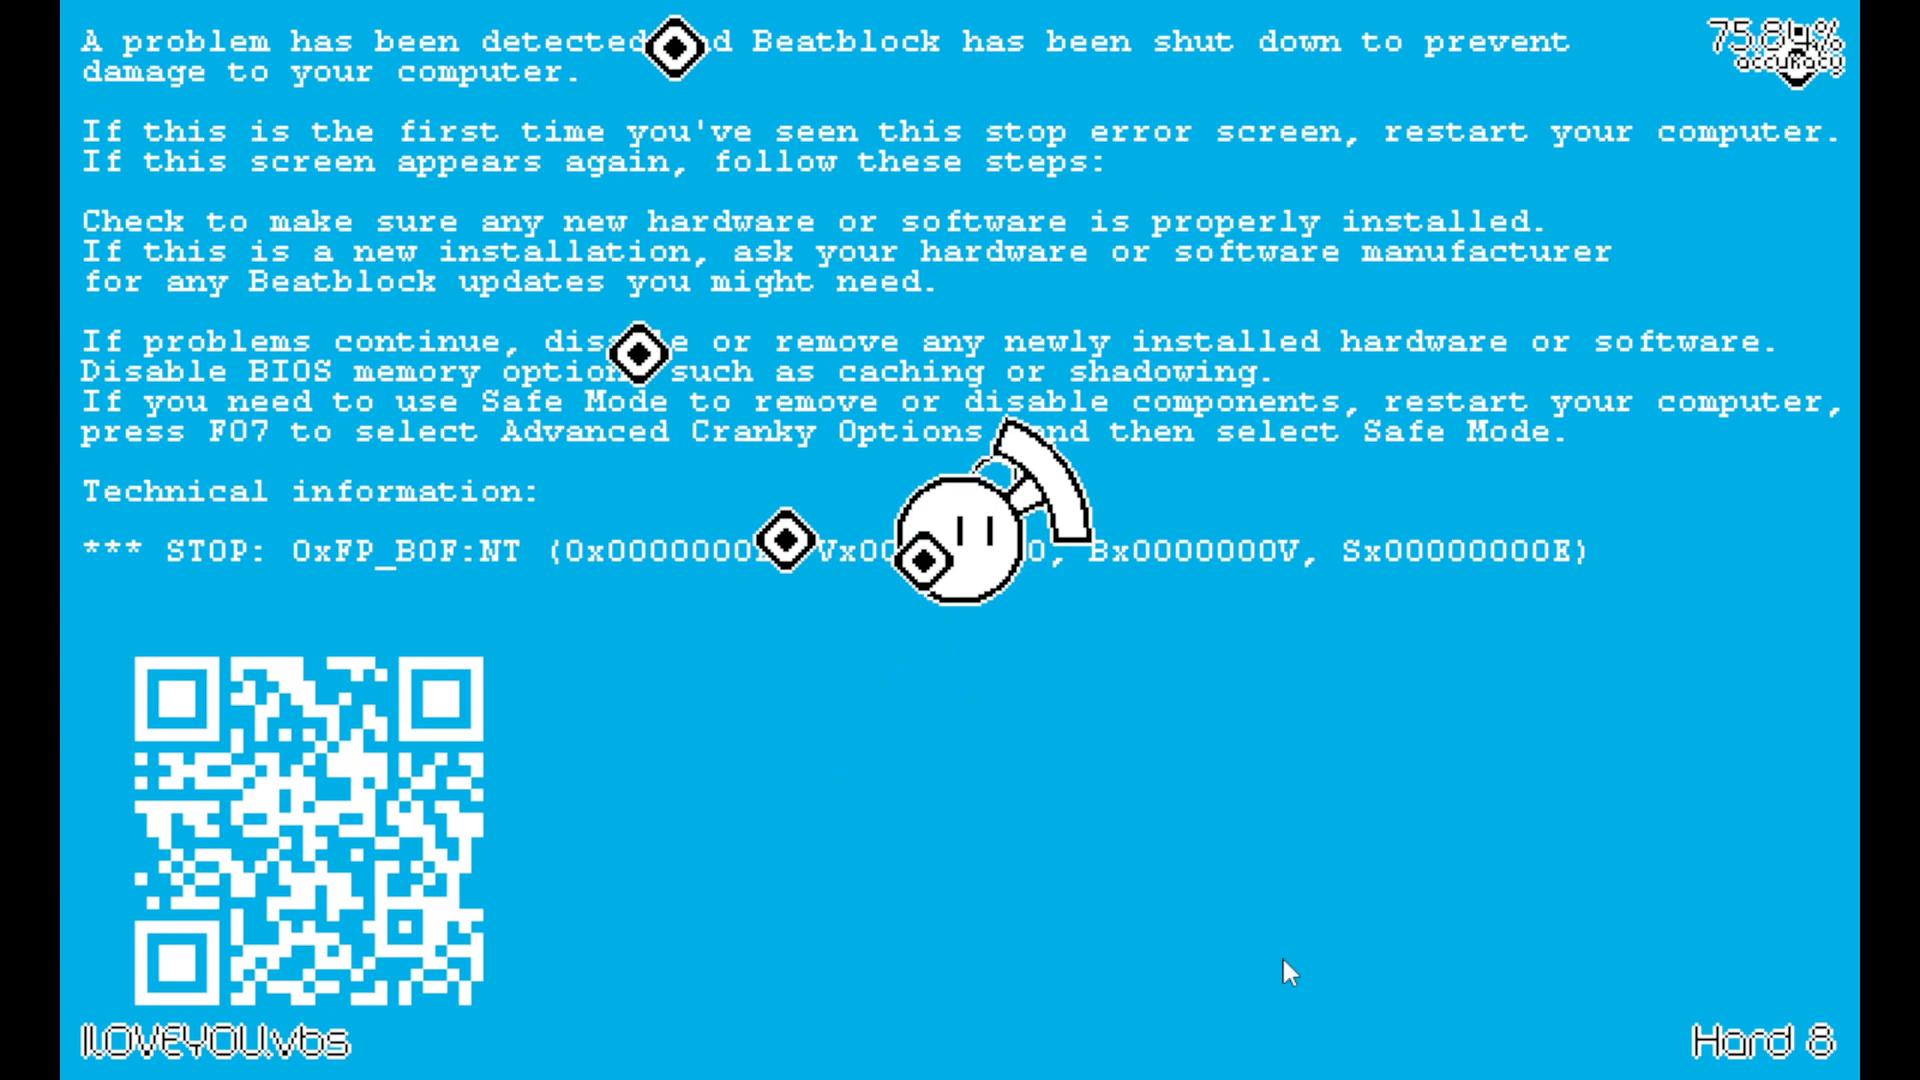 A problem has been detected d Beatblock has been shut down to prevent
75.8 %
accuracy
damage to your computer.
If this is the first time you've seen this stop error screen, restart your computer.
If this screen appears again, follow these steps:
Check to make sure any new hardware or software is properly installed.
If this is a new installation, ask your hardware or software manufacturer
for any Beatblock updates you might need.
If problems continue, dis e or remove any newly installed hardware or software.
Disable BIOS memory option such as caching or shadowing.
If you need to use Safe Mode to remove or disable components, restart your computer,
press F07 to select Advanced Cranky Options and then select Safe Mode.
Technical information:
*** STOP: 0xFP_BOF:NT (0x0000000 Vx00 0, Bx0000000V, Sx00000000E)
ILOVEYOU.vbs
Hard 8